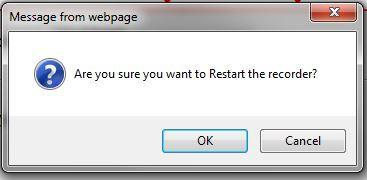 Message from webpage
Are you sure you want to Restart the recorder?
OK
Cancel